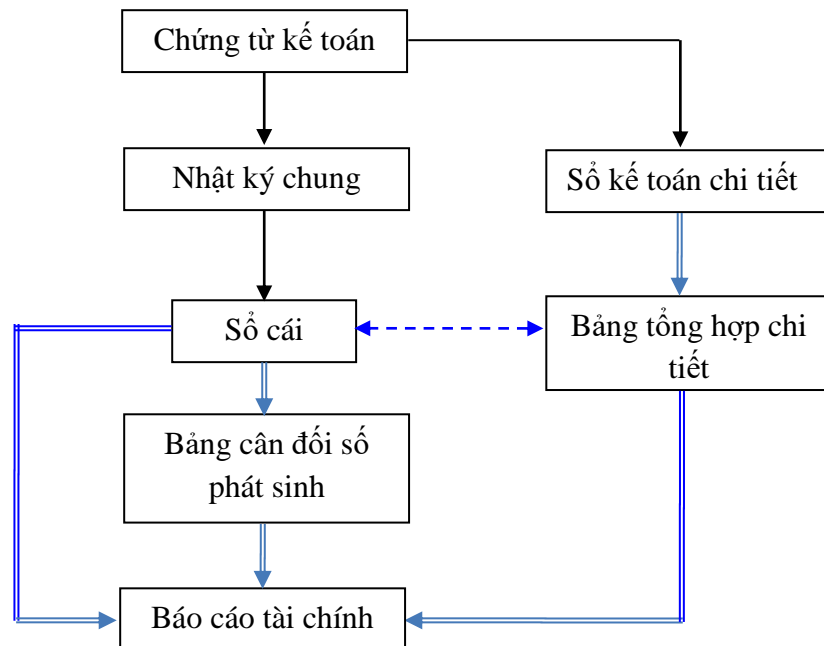 Chứng từ kế toán
Nhật ký chung
Sổ kế toán chi tiết
Sổ cái
Bảng tổng hợp chi
tiết
Bảng cân đối số
phát sinh
Báo cáo tài chính